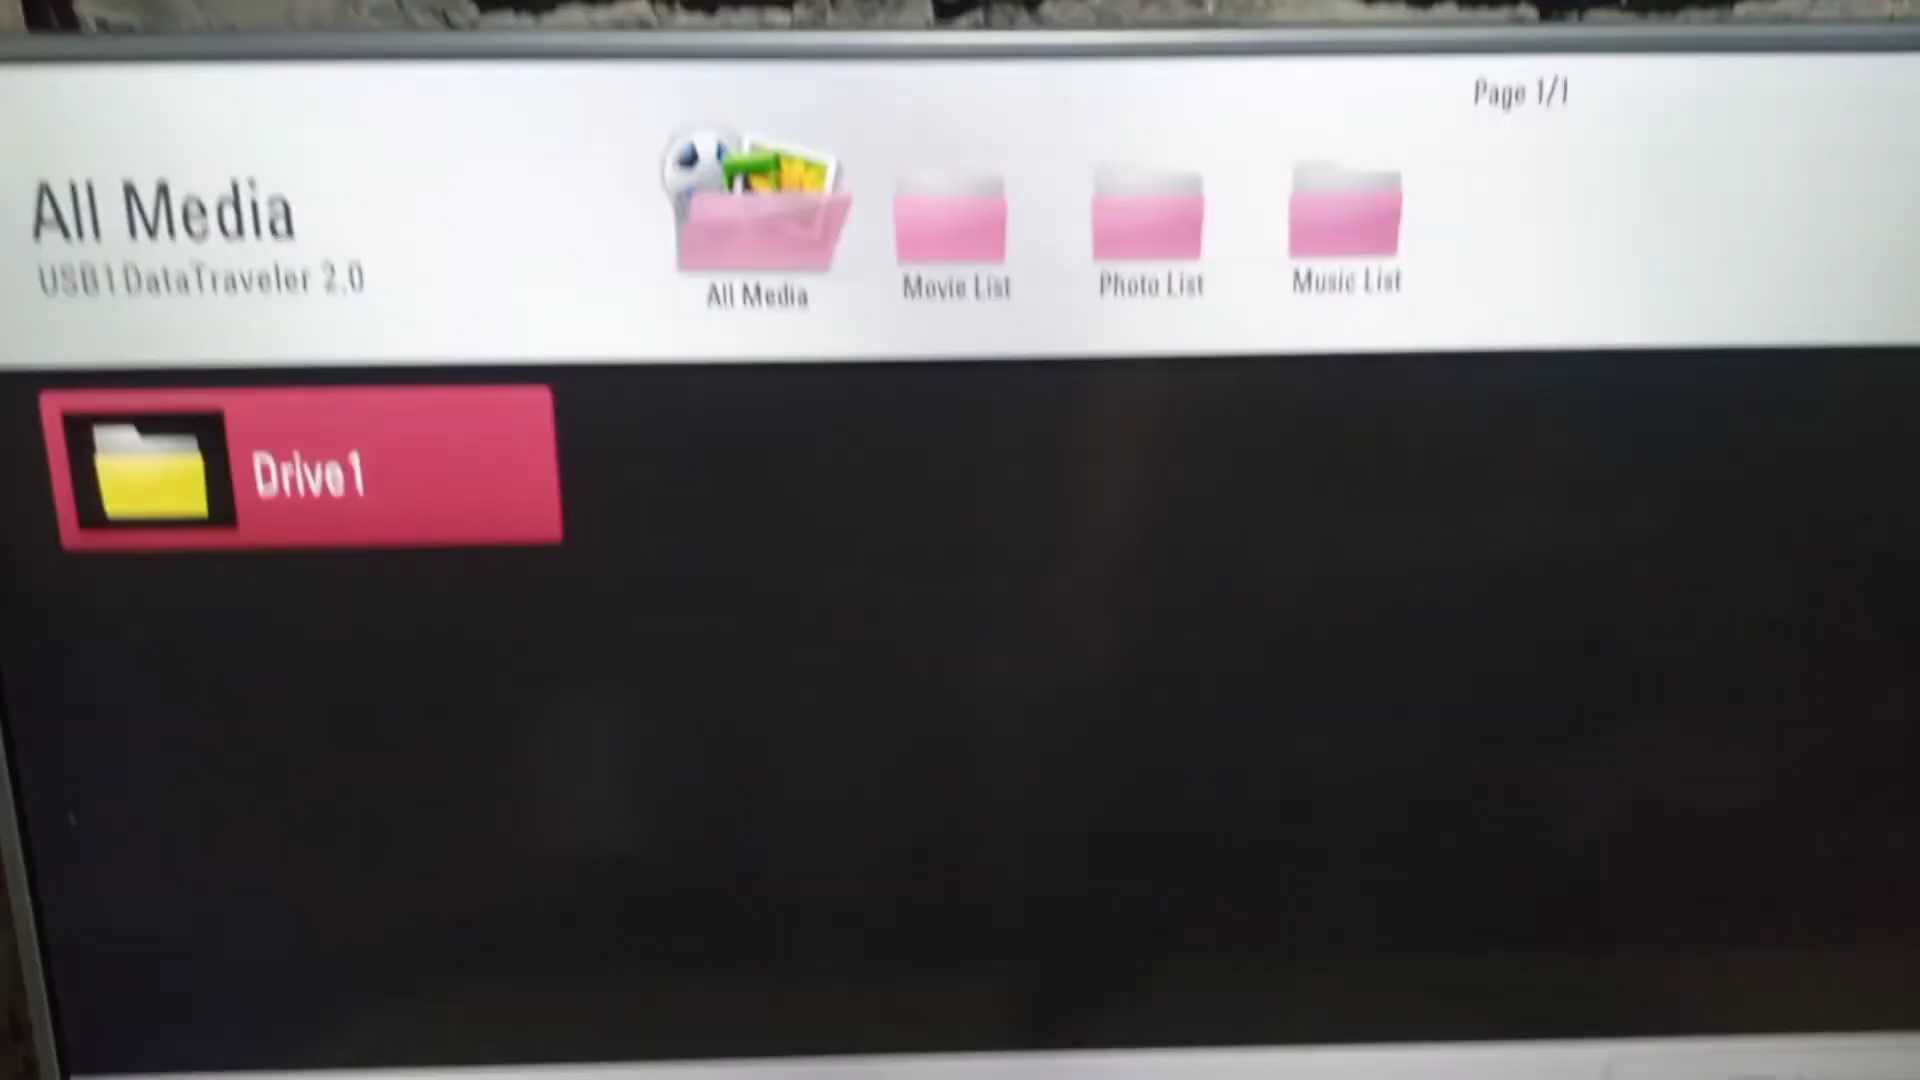 Page 1/1
All Media
USB1 DataTraveler 2.0
All Media
Movie List
Photo List
Music List
Drive1